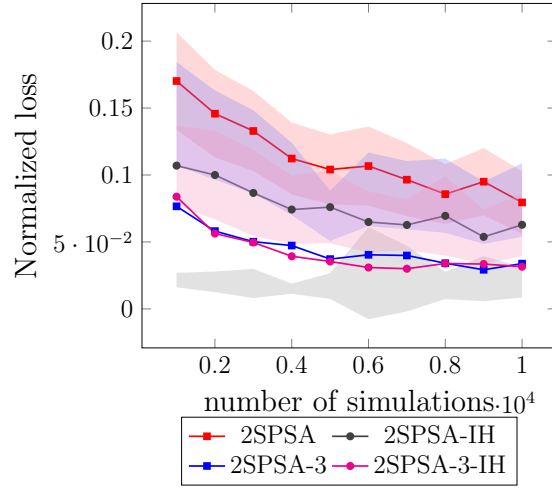 Normalized loss
0.2
0.15
0.1
5 · 10⁻²
0
0.2 0.4 0.6 0.8 1
number of simulations ·10⁴
2SPSA 2SPSA-IH
2SPSA-3 2SPSA-3-IH